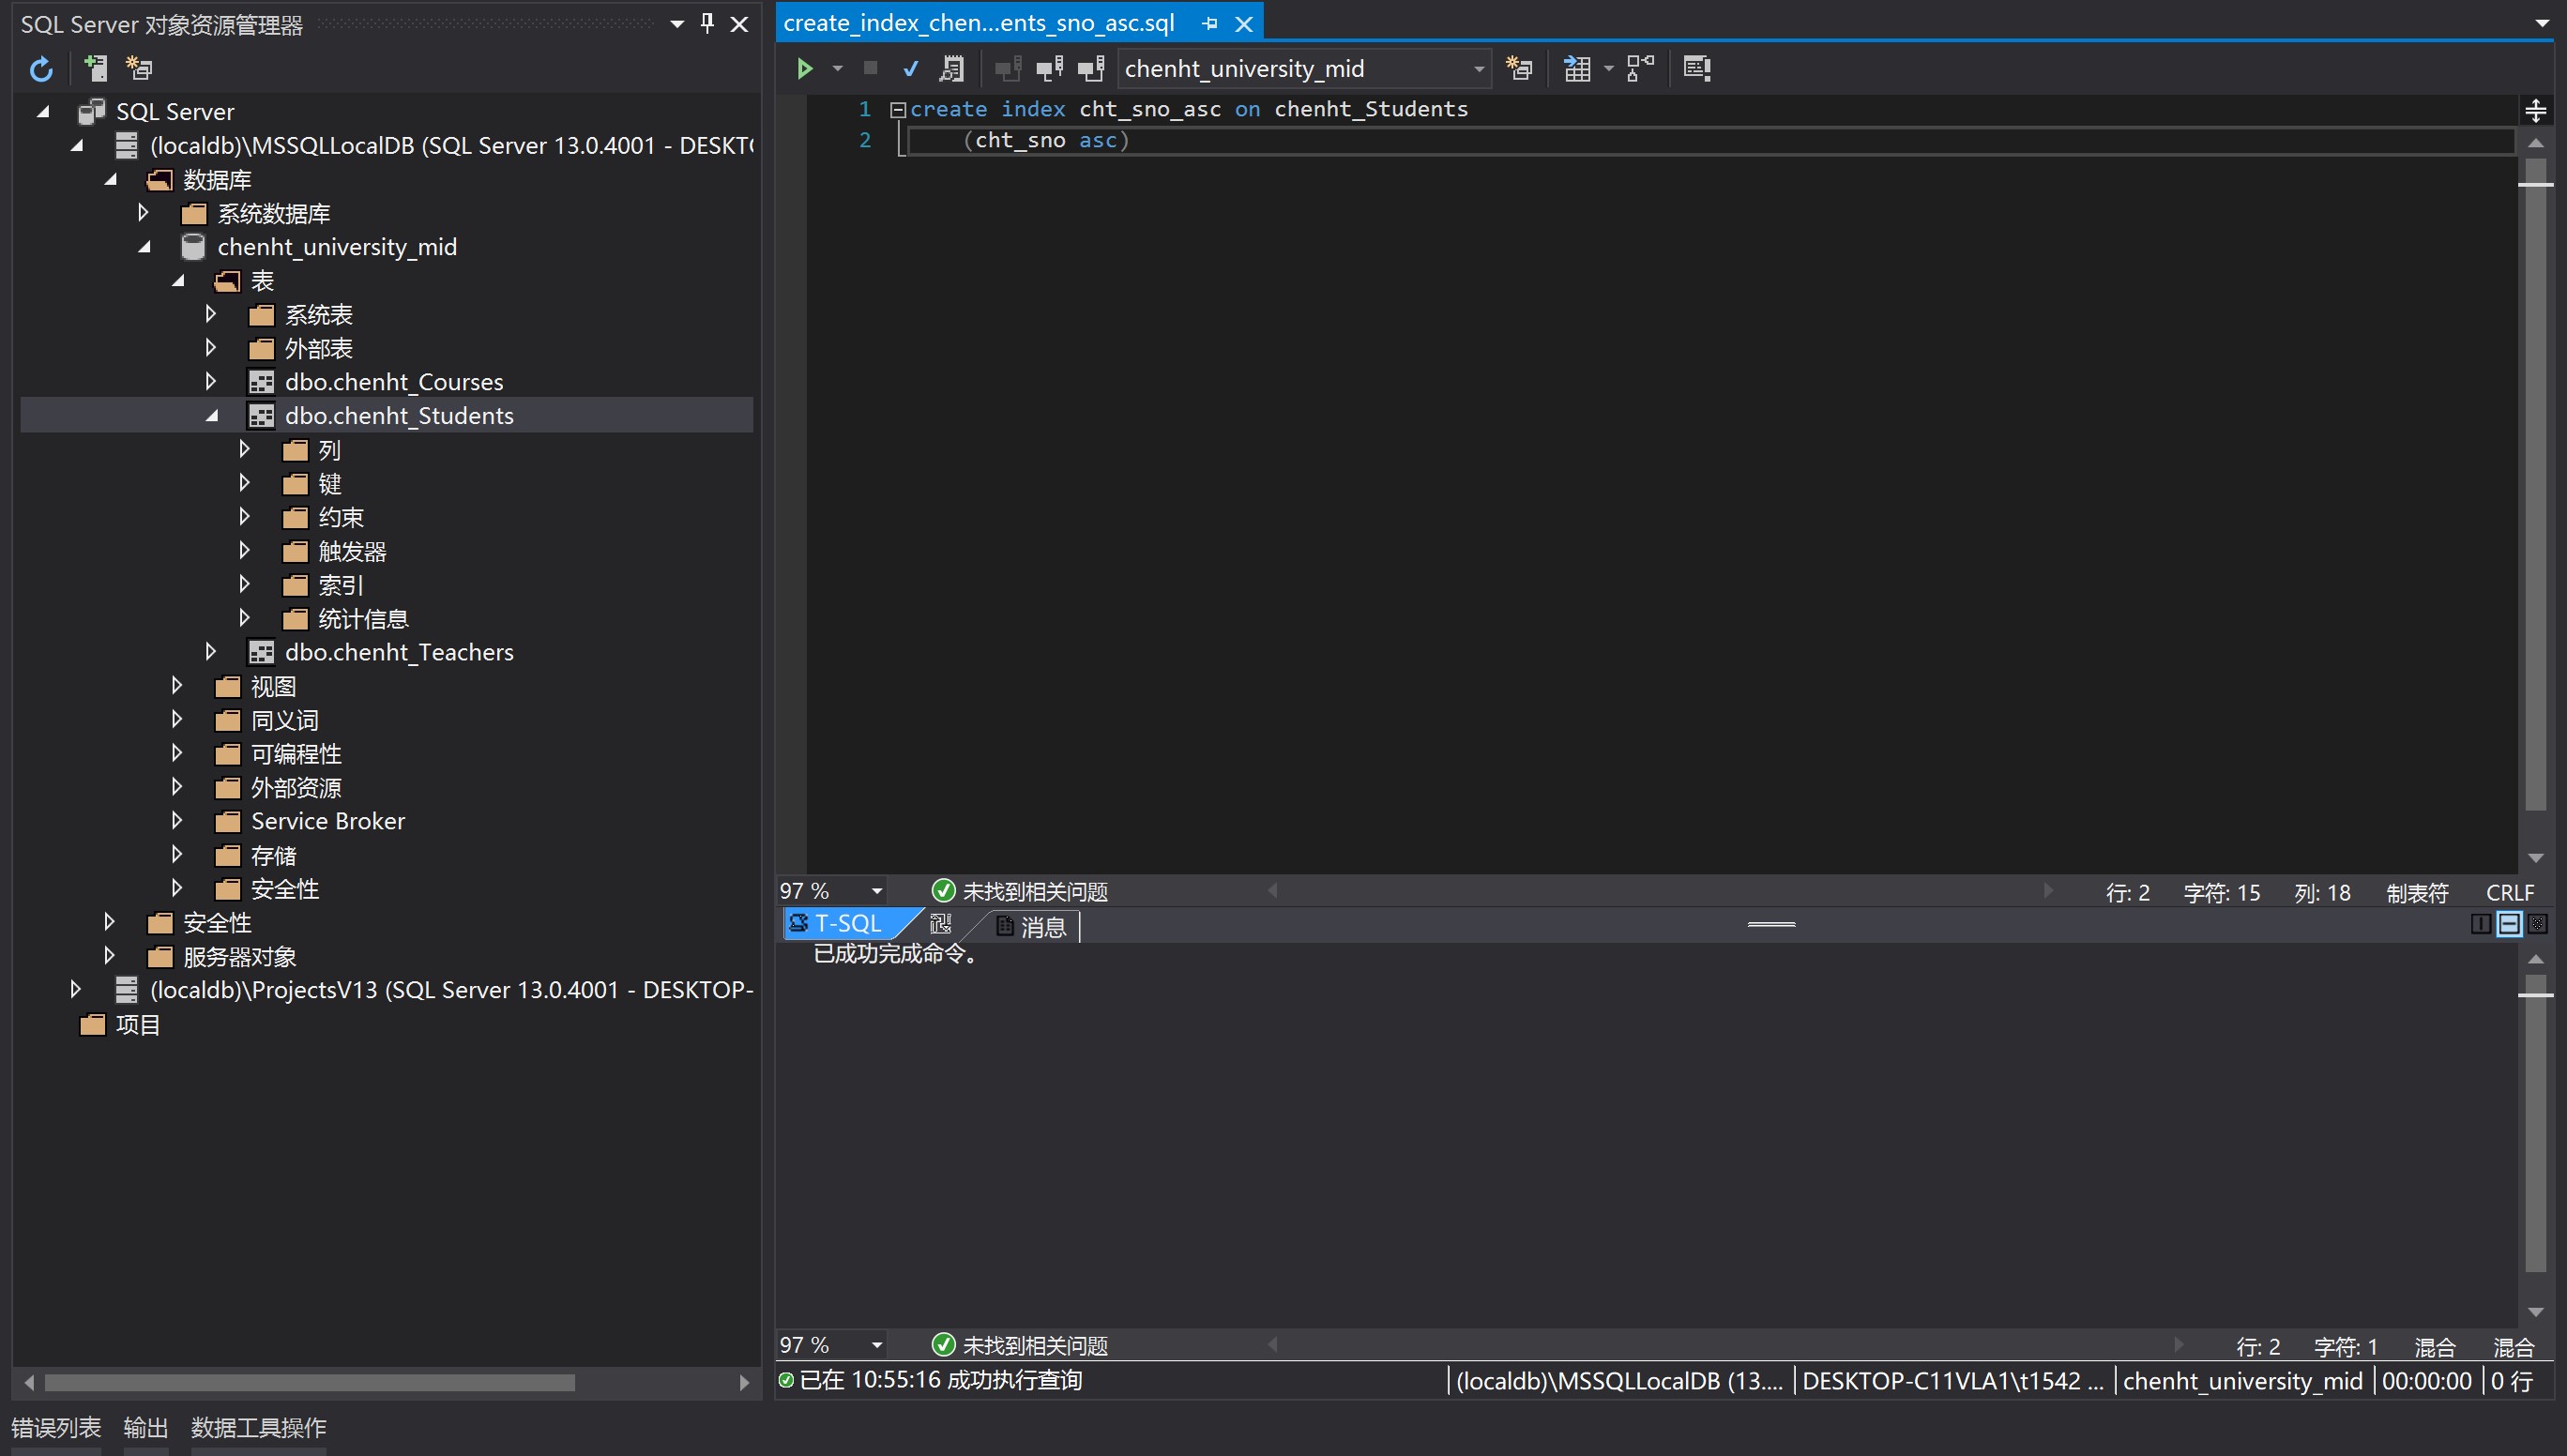 SQL Server 对象资源管理器
SQL Server
(localdb)\MSSQLLocalDB (SQL Server 13.0.4001 - DESKT
数据库
系统数据库
chenht_university_mid
表
系统表
外部表
dbo.chenht_Courses
dbo.chenht_Students
列
键
约束
触发器
索引
统计信息
dbo.chenht_Teachers
视图
同义词
可编程性
外部资源
Service Broker
存储
安全性
安全性
服务器对象
(localdb)\ProjectsV13 (SQL Server 13.0.4001 - DESKTOP-
项目
错误列表 输出 数据工具操作
create_index_chen...ents_sno_asc.sql
chenht_university_mid
1 create index cht_sno_asc on chenht_Students
2 (cht_sno asc)
97 % 未找到相关问题 行: 2 字符: 15 列: 18 制表符 CRLF
T-SQL 消息
已成功完成命令。
97 % 未找到相关问题 行: 2 字符: 1 混合 混合
已在 10:55:16 成功执行查询 (localdb)\MSSQLLocalDB (13.... DESKTOP-C11VLA1\t1542 ... chenht_university_mid 00:00:00 0 行